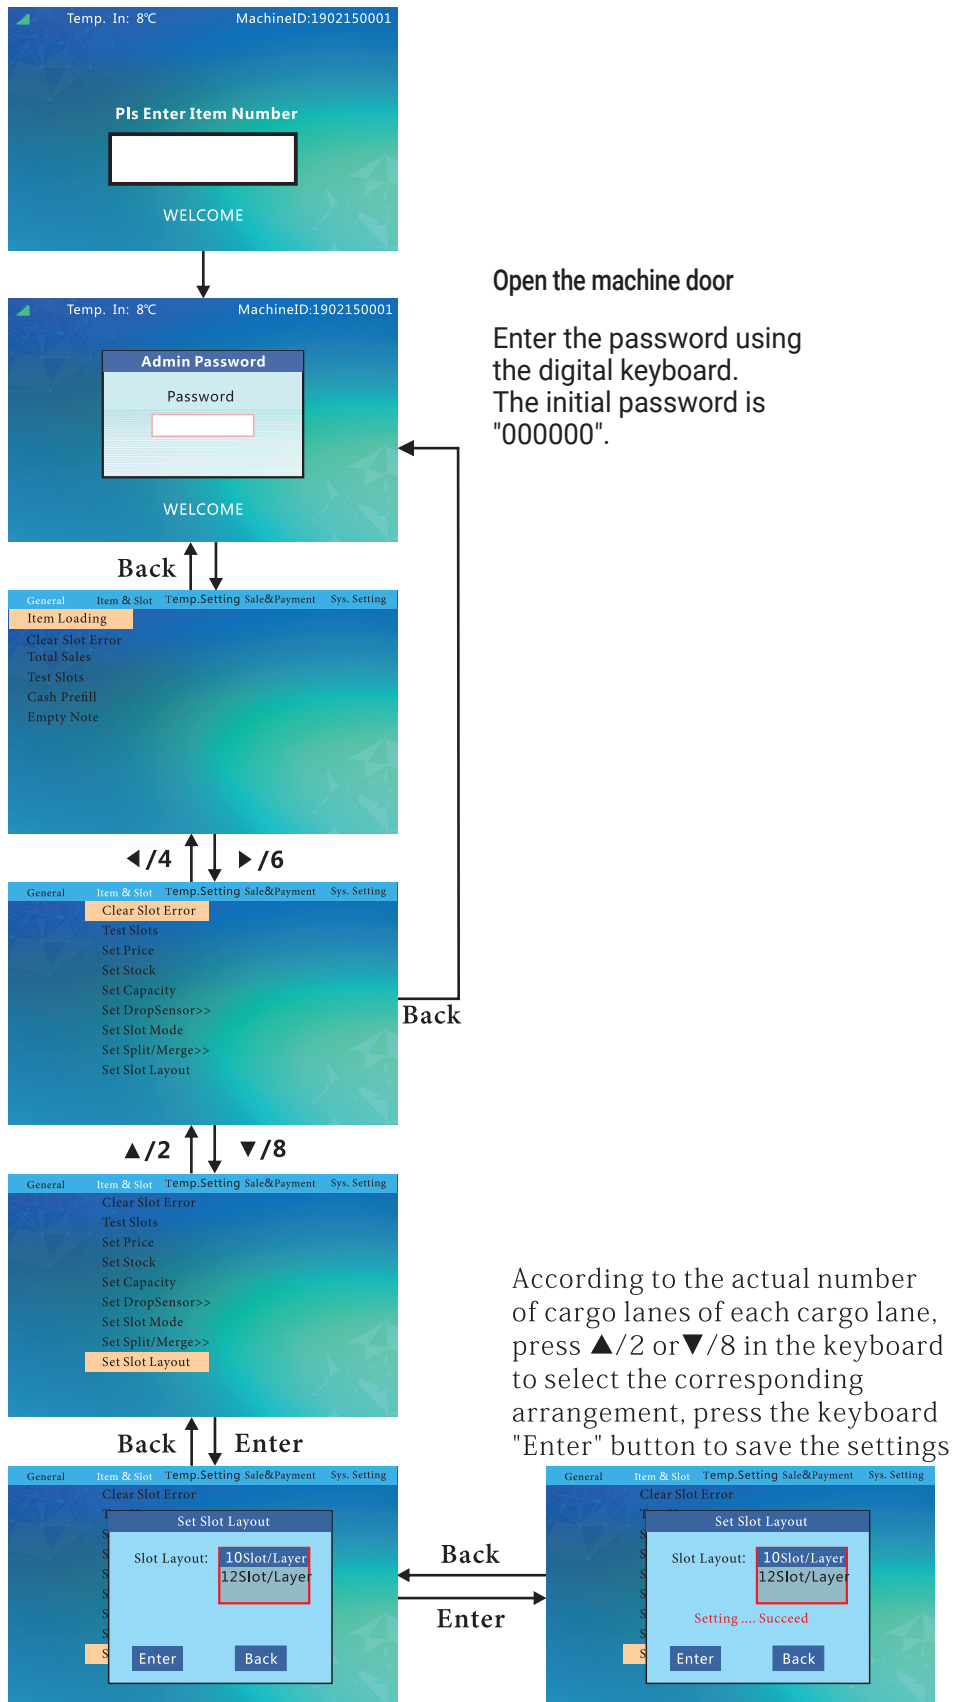 Temp. In: 8℃ MachineID:1902150001
Pls Enter Item Number
WELCOME
Open the machine door
Temp. In: 8℃ MachineID:1902150001
Admin Password
Password
WELCOME
Enter the password using
the digital keyboard.
The initial password is
"000000".
Back
General Item & Slot Temp.Setting Sale&Payment Sys. Setting
Item Loading
Clear Slot Error
Total Sales
Test Slots
Cash Prefill
Empty Note
◀/4 ▶/6
General Item & Slot Temp.Setting Sale&Payment Sys. Setting
Clear Slot Error
Test Slots
Set Price
Set Stock
Set Capacity
Set DropSensor>>
Set Slot Mode
Set Split/Merge>>
Set Slot Layout
Back
▲/2 ▼/8
General Item & Slot Temp.Setting Sale&Payment Sys. Setting
Clear Slot Error
Test Slots
Set Price
Set Stock
Set Capacity
Set DropSensor>>
Set Slot Mode
Set Split/Merge>>
Set Slot Layout
Back Enter
According to the actual number
of cargo lanes of each cargo lane,
press ▲/2 or▼/8 in the keyboard
to select the corresponding
arrangement, press the keyboard
"Enter" button to save the settings
General Item & Slot Temp.Setting Sale&Payment Sys. Setting
Clear Slot Error
Set Slot Layout
Slot Layout: 10Slot/Layer
12Slot/Layer
Enter Back
Back
Enter
General Item & Slot Temp.Setting Sale&Payment Sys. Setting
Clear Slot Error
Set Slot Layout
Slot Layout: 10Slot/Layer
12Slot/Layer
Setting .... Succeed
Enter Back